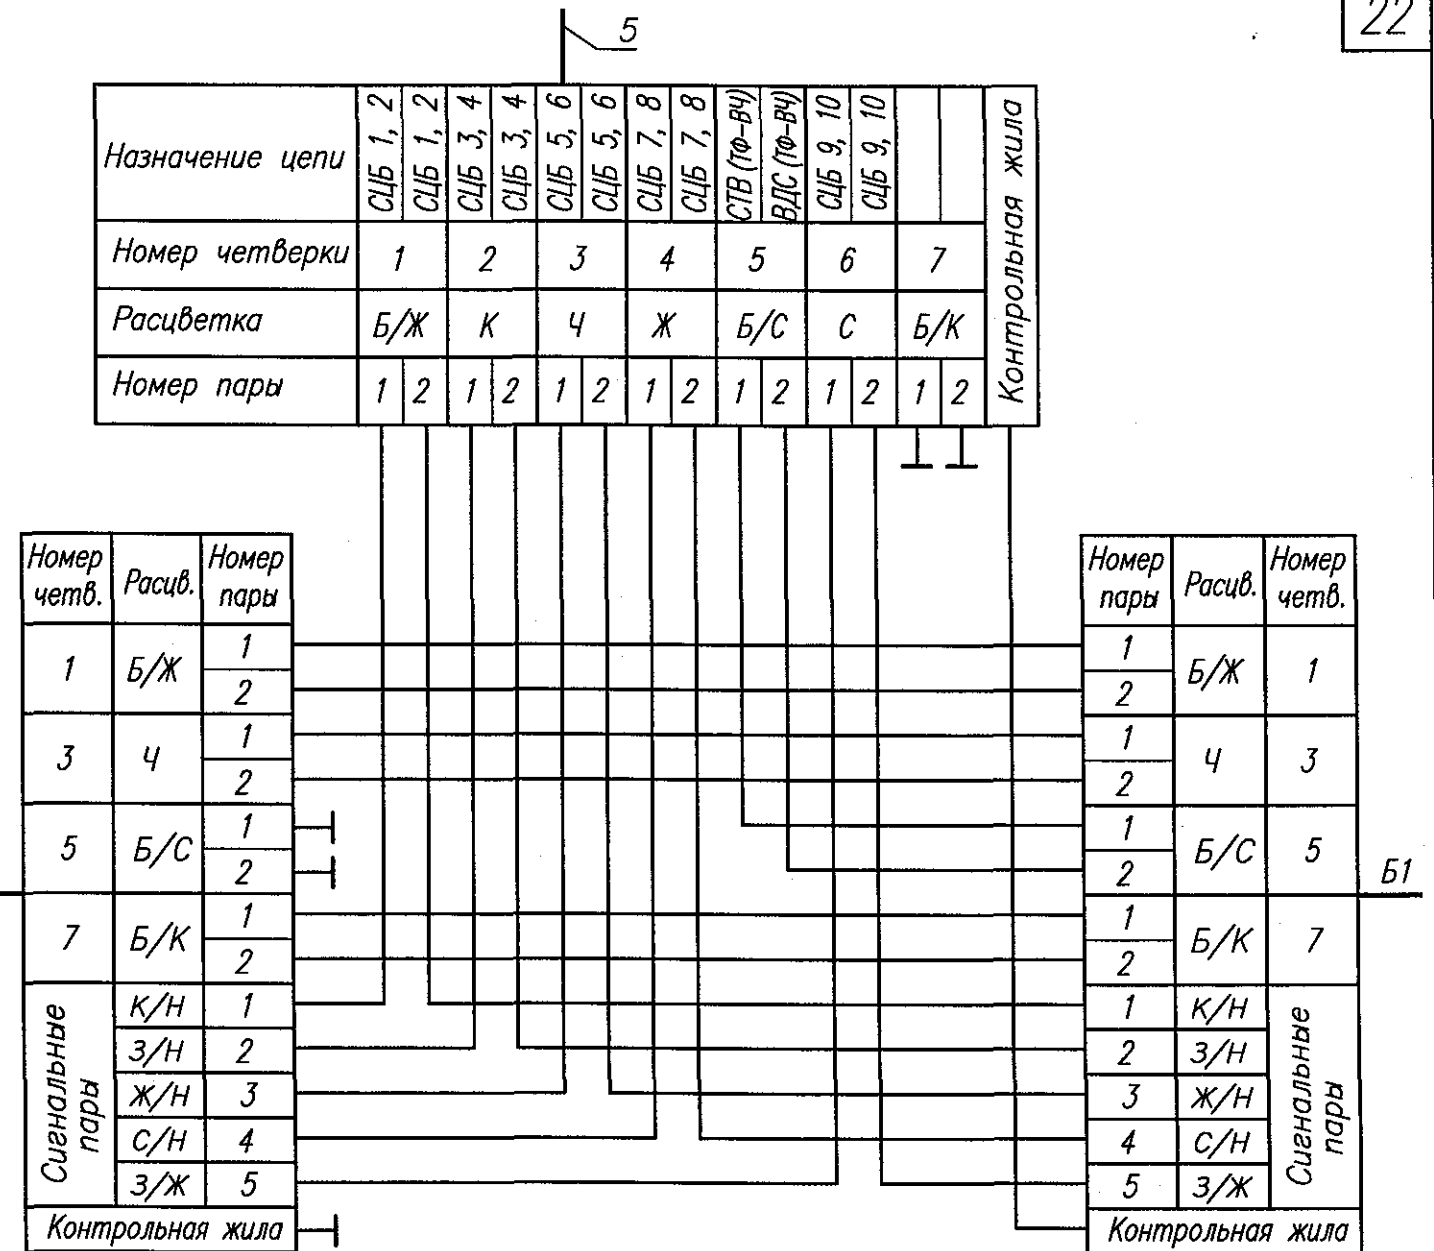 22
5
Назначение цепи
СЦБ 1, 2
СЦБ 1, 2
СЦБ 3, 4
СЦБ 3, 4
СЦБ 5, 6
СЦБ 5, 6
СЦБ 7, 8
СЦБ 7, 8
СТВ (ТФ-ВЧ)
ВДС (ТФ-ВЧ)
СЦБ 9, 10
СЦБ 9, 10
Контрольная жила
Номер четверки 1 2 3 4 5 6 7
Расцветка Б/Ж К Ч Ж Б/С С Б/К
Номер пары 1 2 1 2 1 2 1 2 1 2 1 2 1 2
Номер четв.
Расцв.
Номер пары
1 Б/Ж 1
2
3 Ч 1
2
5 Б/С 1
2
7 Б/К 1
2
Сигнальные пары
К/Н 1
З/Н 2
Ж/Н 3
С/Н 4
З/Ж 5
Контрольная жила
Номер пары
Расцв.
Номер четв.
1 Б/Ж 1
2
1 Ч 3
2
1 Б/С 5
2
Б1
1 Б/К 7
2
1 К/Н
2 З/Н
3 Ж/Н
4 С/Н
5 З/Ж
Сигнальные пары
Контрольная жила